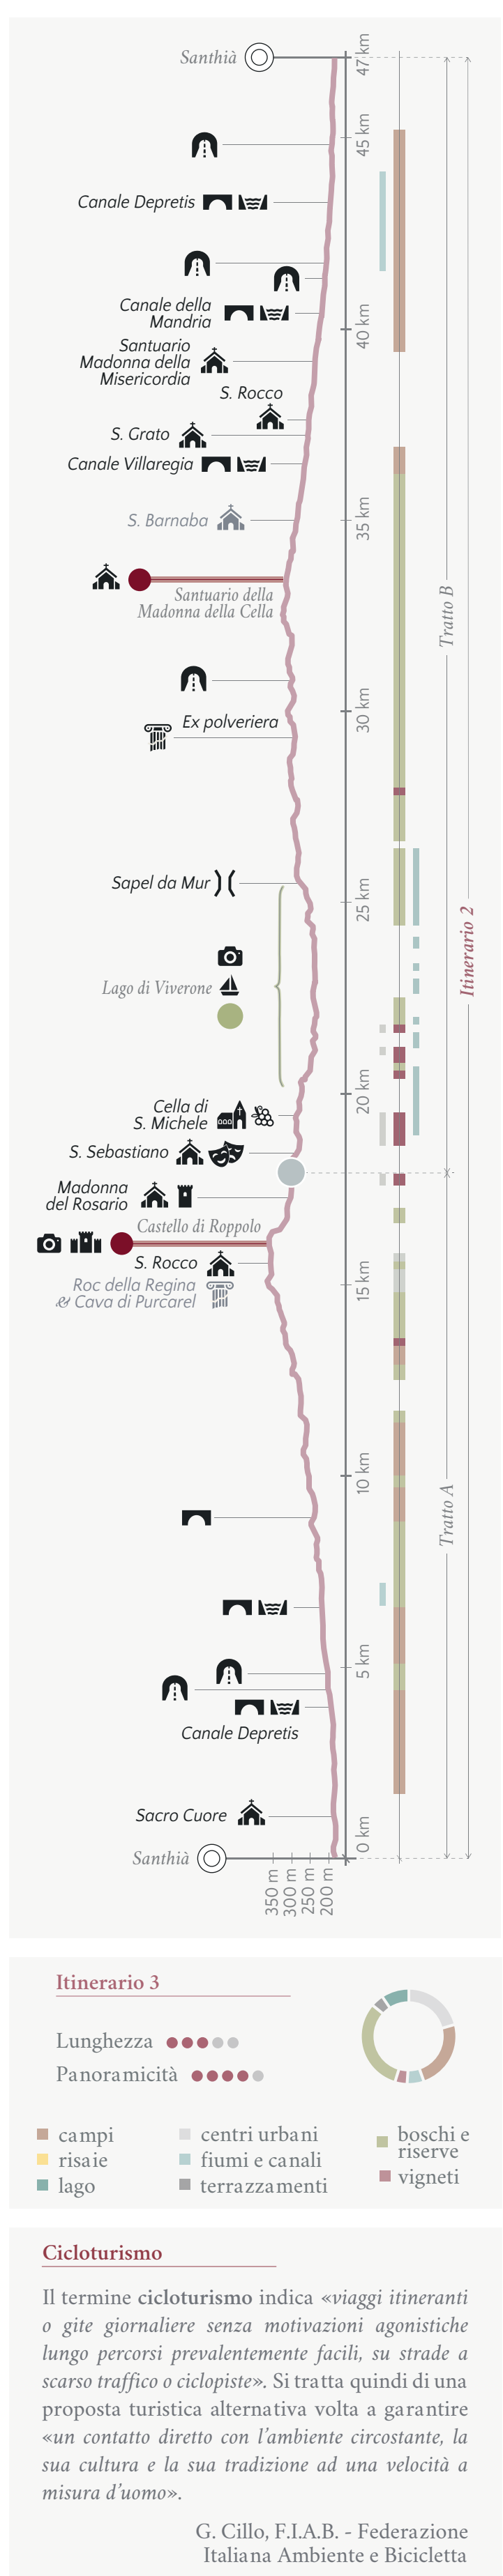 Santhià
47 km
45 km
Canale Depretis
Canale della
Mandria
40 km
Santuario
Madonna della
Misericordia
S. Rocco
S. Grato
Canale Villaregia
S. Barnaba
35 km
Santuario della
Madonna della Cella
Tratto B
30 km
Ex polveriera
Sapel da Mur
25 km
Itinerario 2
Lago di Viverone
20 km
Cella di
S. Michele
S. Sebastiano
Madonna
del Rosario
Castello di Roppolo
S. Rocco
Roc della Regina
& Cava di Purcarel
15 km
10 km
Tratto A
5 km
Canale Depretis
Sacro Cuore
0 km
Santhià
350 m
300 m
250 m
200 m
Itinerario 3
Lunghezza
Panoramicità
campi
risaie
lago
centri urbani
fiumi e canali
terrazzamenti
boschi e
riserve
vigneti
Cicloturismo
Il termine cicloturismo indica «viaggi itineranti
o gite giornaliere senza motivazioni agonistiche
lungo percorsi prevalentemente facili, su strade a
scarso traffico o ciclopiste». Si tratta quindi di una
proposta turistica alternativa volta a garantire
«un contatto diretto con l'ambiente circostante, la
sua cultura e la sua tradizione ad una velocità a
misura d'uomo».
G. Cillo, F.I.A.B. - Federazione
Italiana Ambiente e Bicicletta